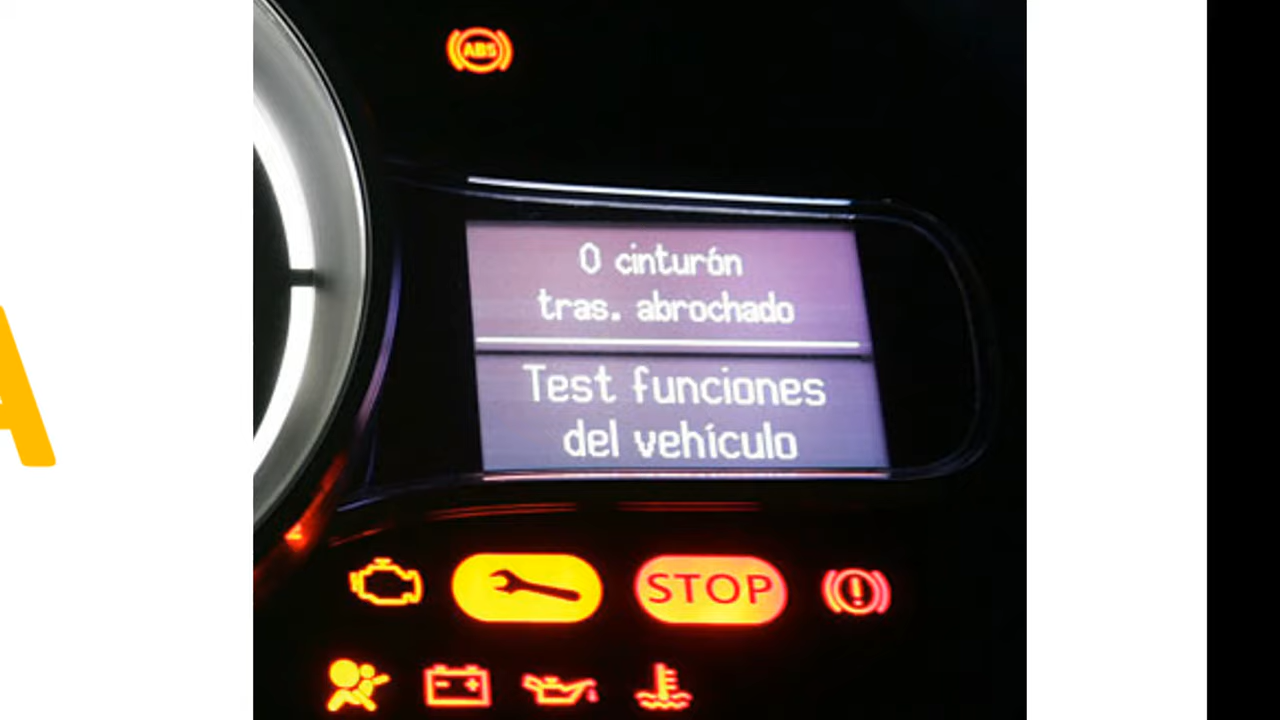 ABS
0 cinturón
tras. abrochado
Test funciones
del vehículo
STOP
A